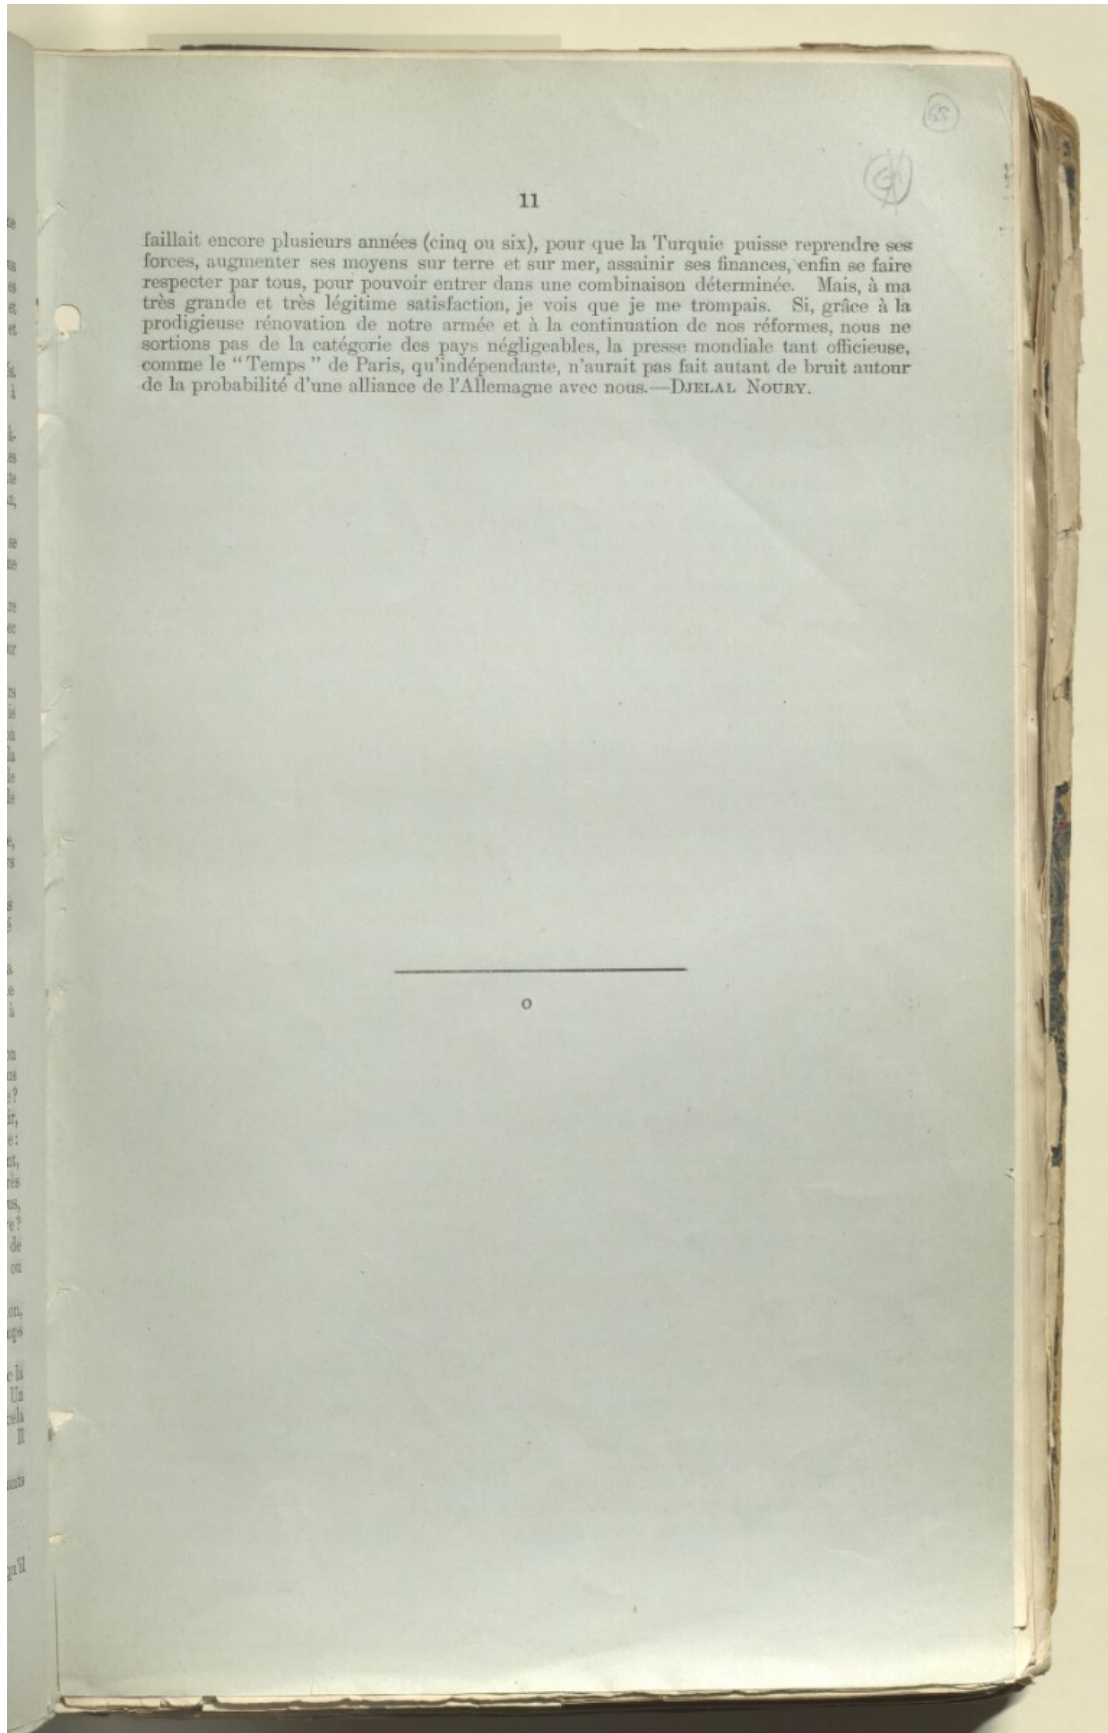 55
11
faillait encore plusieurs années (cinq ou six), pour que la Turquie puisse reprendre ses
forces, augmenter ses moyens sur terre et sur mer, assainir ses finances, enfin se faire
respecter par tous, pour pouvoir entrer dans une combinaison déterminée. Mais, à ma
très grande et très légitime satisfaction, je vois que je me trompais. Si, grâce à la
prodigieuse rénovation de notre armée et à la continuation de nos réformes, nous ne
sortions pas de la catégorie des pays négligeables, la presse mondiale tant officieuse,
comme le “ Temps ” de Paris, qu'indépendante, n'aurait pas fait autant de bruit autour
de la probabilité d'une alliance de l'Allemagne avec nous.—DJELAL NOURY.
o